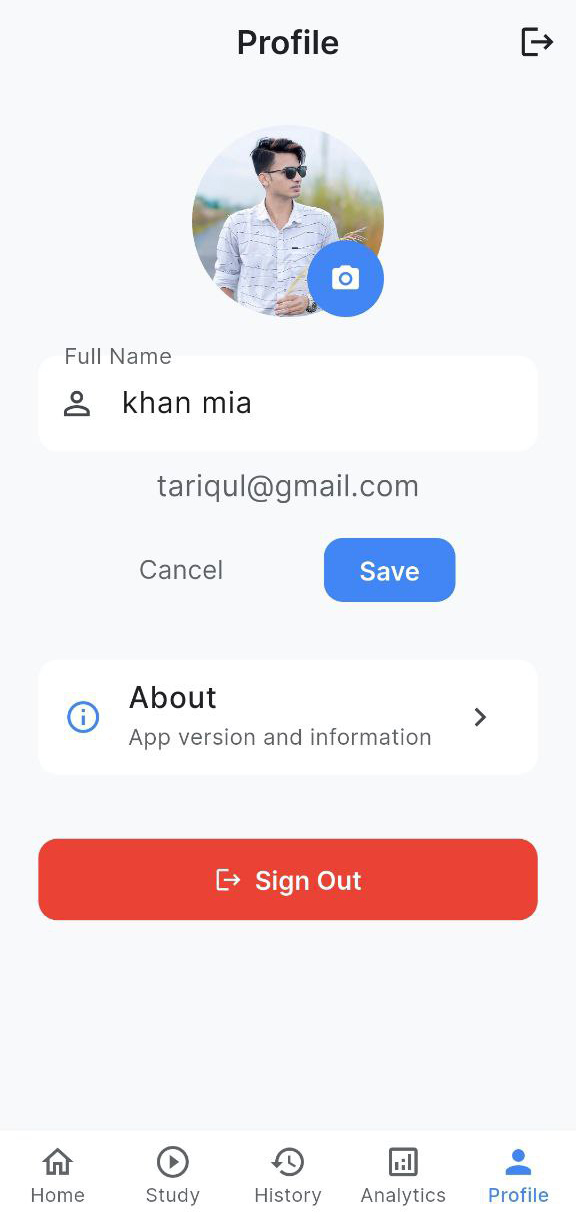 Profile
Full Name
khan mia
tariqul@gmail.com
Cancel
Save
About
App version and information
Sign Out
Home Study History Analytics Profile